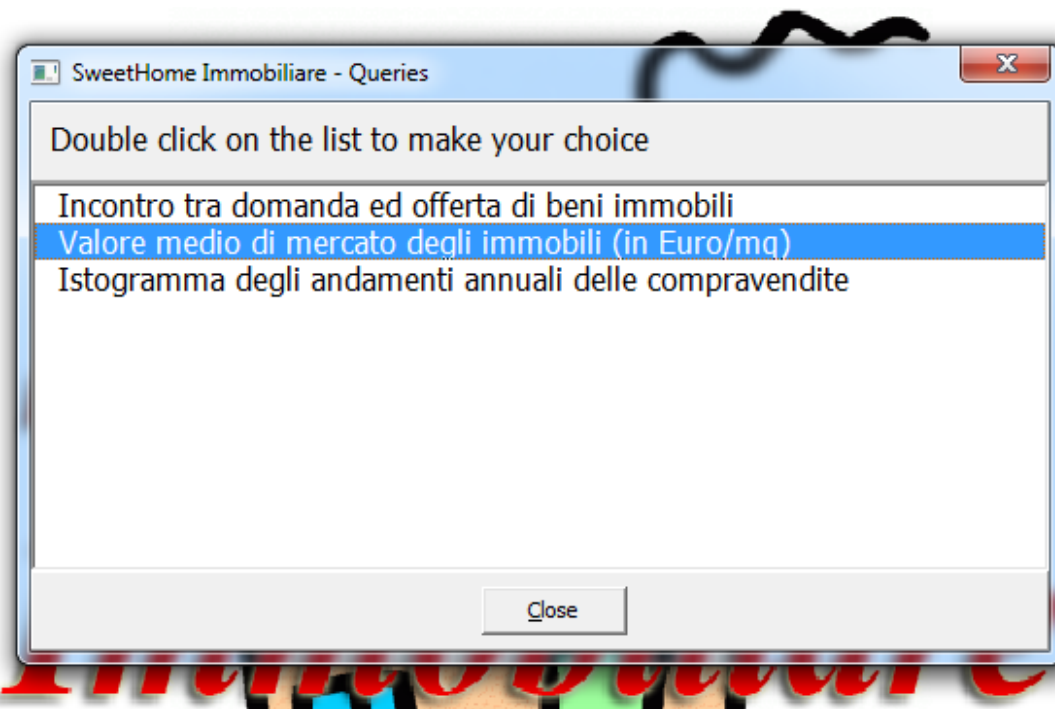 SweetHome Immobiliare - Queries
Double click on the list to make your choice
Incontro tra domanda ed offerta di beni immobili
Valore medio di mercato degli immobili (in Euro/mq)
Istogramma degli andamenti annuali delle compravendite
Close
Immobiliare